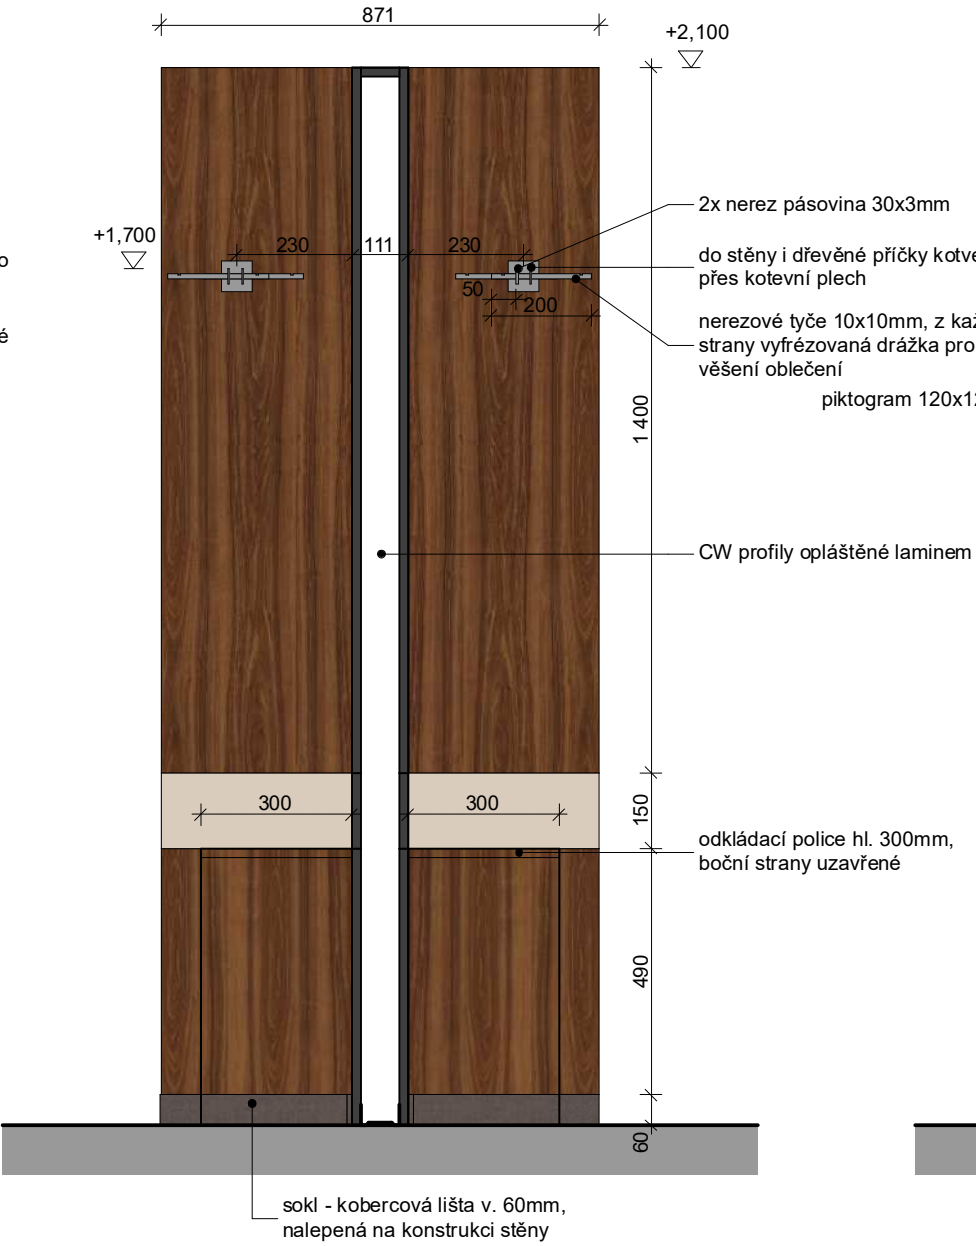 871
+2,100
2x nerez pásovina 30x3mm
+1,700
230
111
230
do stěny i dřevěné příčky kotve
přes kotevní plech
o
50
200
nerezové tyče 10x10mm, z kaž
strany vyfrézovaná drážka pro
věšení oblečení
é
piktogram 120x12
1 400
CW profily opláštěné laminem
300
300
150
odkládací police hl. 300mm,
boční strany uzavřené
490
60
sokl - kobercová lišta v. 60mm,
nalepená na konstrukci stěny